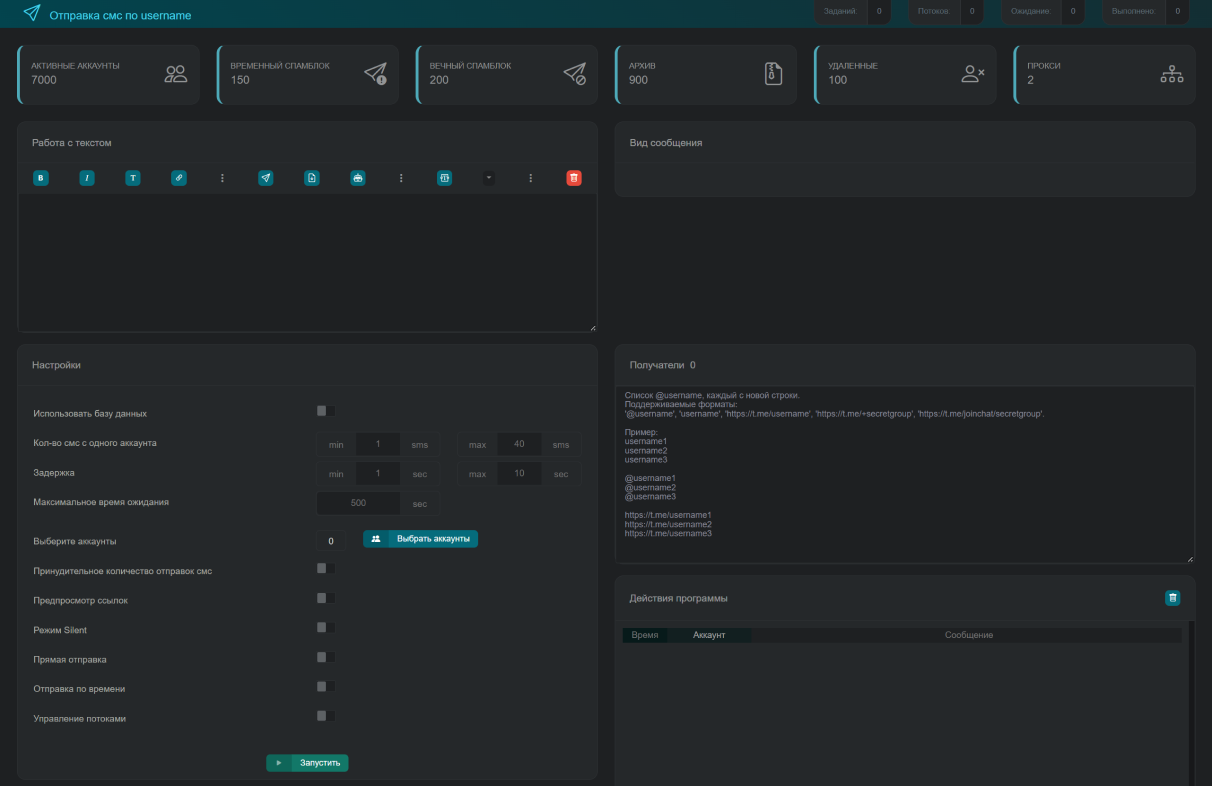 Отправка смс по username
Заданий: 0 Потоков: 0 Ожидание: 0 Выполнено: 0
АКТИВНЫЕ АККАУНТЫ
7000
ВРЕМЕННЫЙ СПАМБЛОК
150
ВЕЧНЫЙ СПАМБЛОК
200
АРХИВ
900
УДАЛЕННЫЕ
100
ПРОКСИ
2
Работа с текстом
B I T
Вид сообщения
Настройки
Использовать базу данных
Кол-во смс с одного аккаунта min 1 sms max 40 sms
Задержка min 1 sec max 10 sec
Максимальное время ожидания 500 sec
Выберите аккаунты 0 Выбрать аккаунты
Принудительное количество отправок смс
Предпросмотр ссылок
Режим Silent
Прямая отправка
Отправка по времени
Управление потоками
Запустить
Получатели 0
Список @username, каждый с новой строки.
Поддерживаемые форматы:
'@username', 'username', 'https://t.me/username', 'https://t.me/+secretgroup', 'https://t.me/joinchat/secretgroup'.
Пример:
username1
username2
username3
@username1
@username2
@username3
https://t.me/username1
https://t.me/username2
https://t.me/username3
Действия программы
Время Аккаунт Сообщение